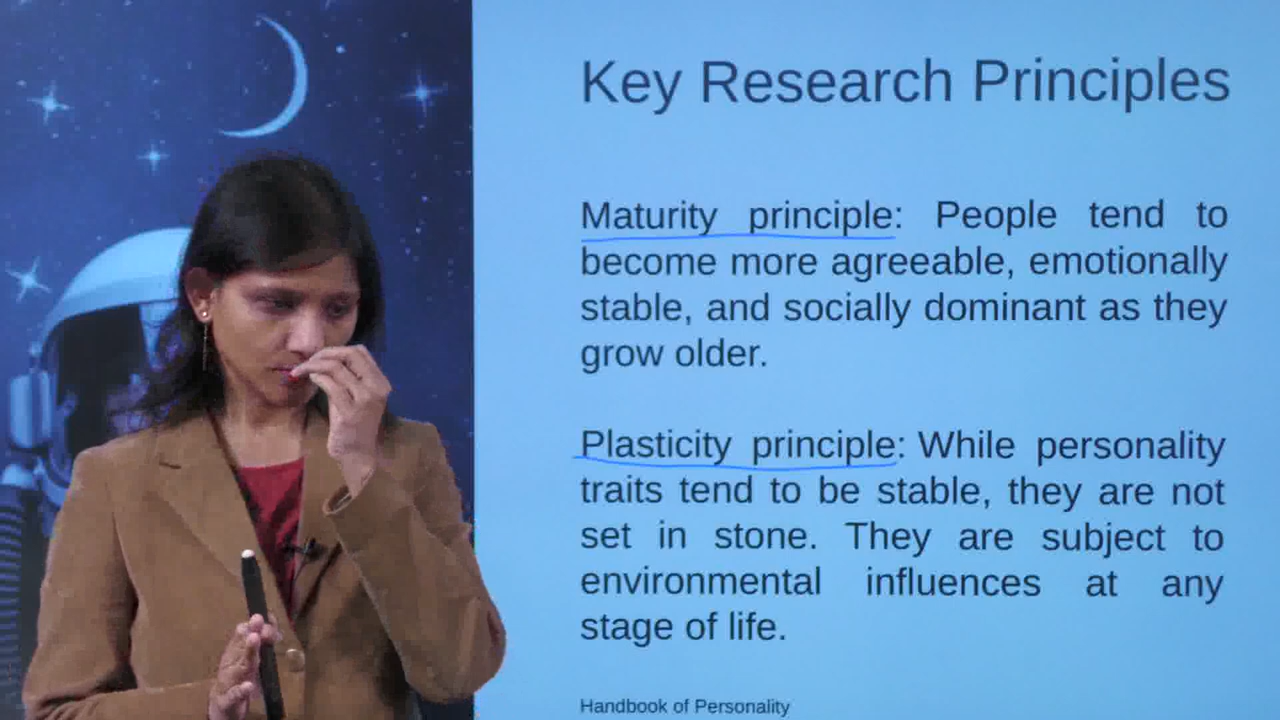 Key Research Principles
Maturity principle: People tend to
become more agreeable, emotionally
stable, and socially dominant as they
grow older.
Plasticity principle: While personality
traits tend to be stable, they are not
set in stone. They are subject to
environmental influences at any
stage of life.
Handbook of Personality